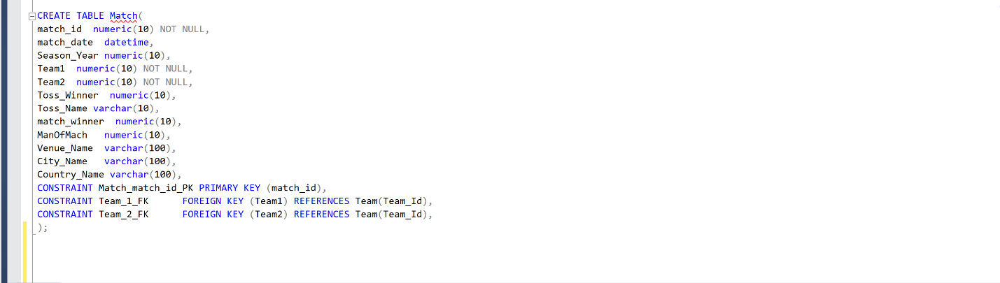 CREATE TABLE Match(
match_id  numeric(10) NOT NULL,
match_date  datetime,
Season_Year numeric(10),
Team1  numeric(10) NOT NULL,
Team2  numeric(10) NOT NULL,
Toss_Winner  numeric(10),
Toss_Name varchar(10),
match_winner  numeric(10),
ManOfMach   numeric(10),
Venue_Name  varchar(100),
City_Name   varchar(100),
Country_Name varchar(100),
CONSTRAINT Match_match_id_PK PRIMARY KEY (match_id),
CONSTRAINT Team_1_FK      FOREIGN KEY (Team1) REFERENCES Team(Team_Id),
CONSTRAINT Team_2_FK      FOREIGN KEY (Team2) REFERENCES Team(Team_Id),
);